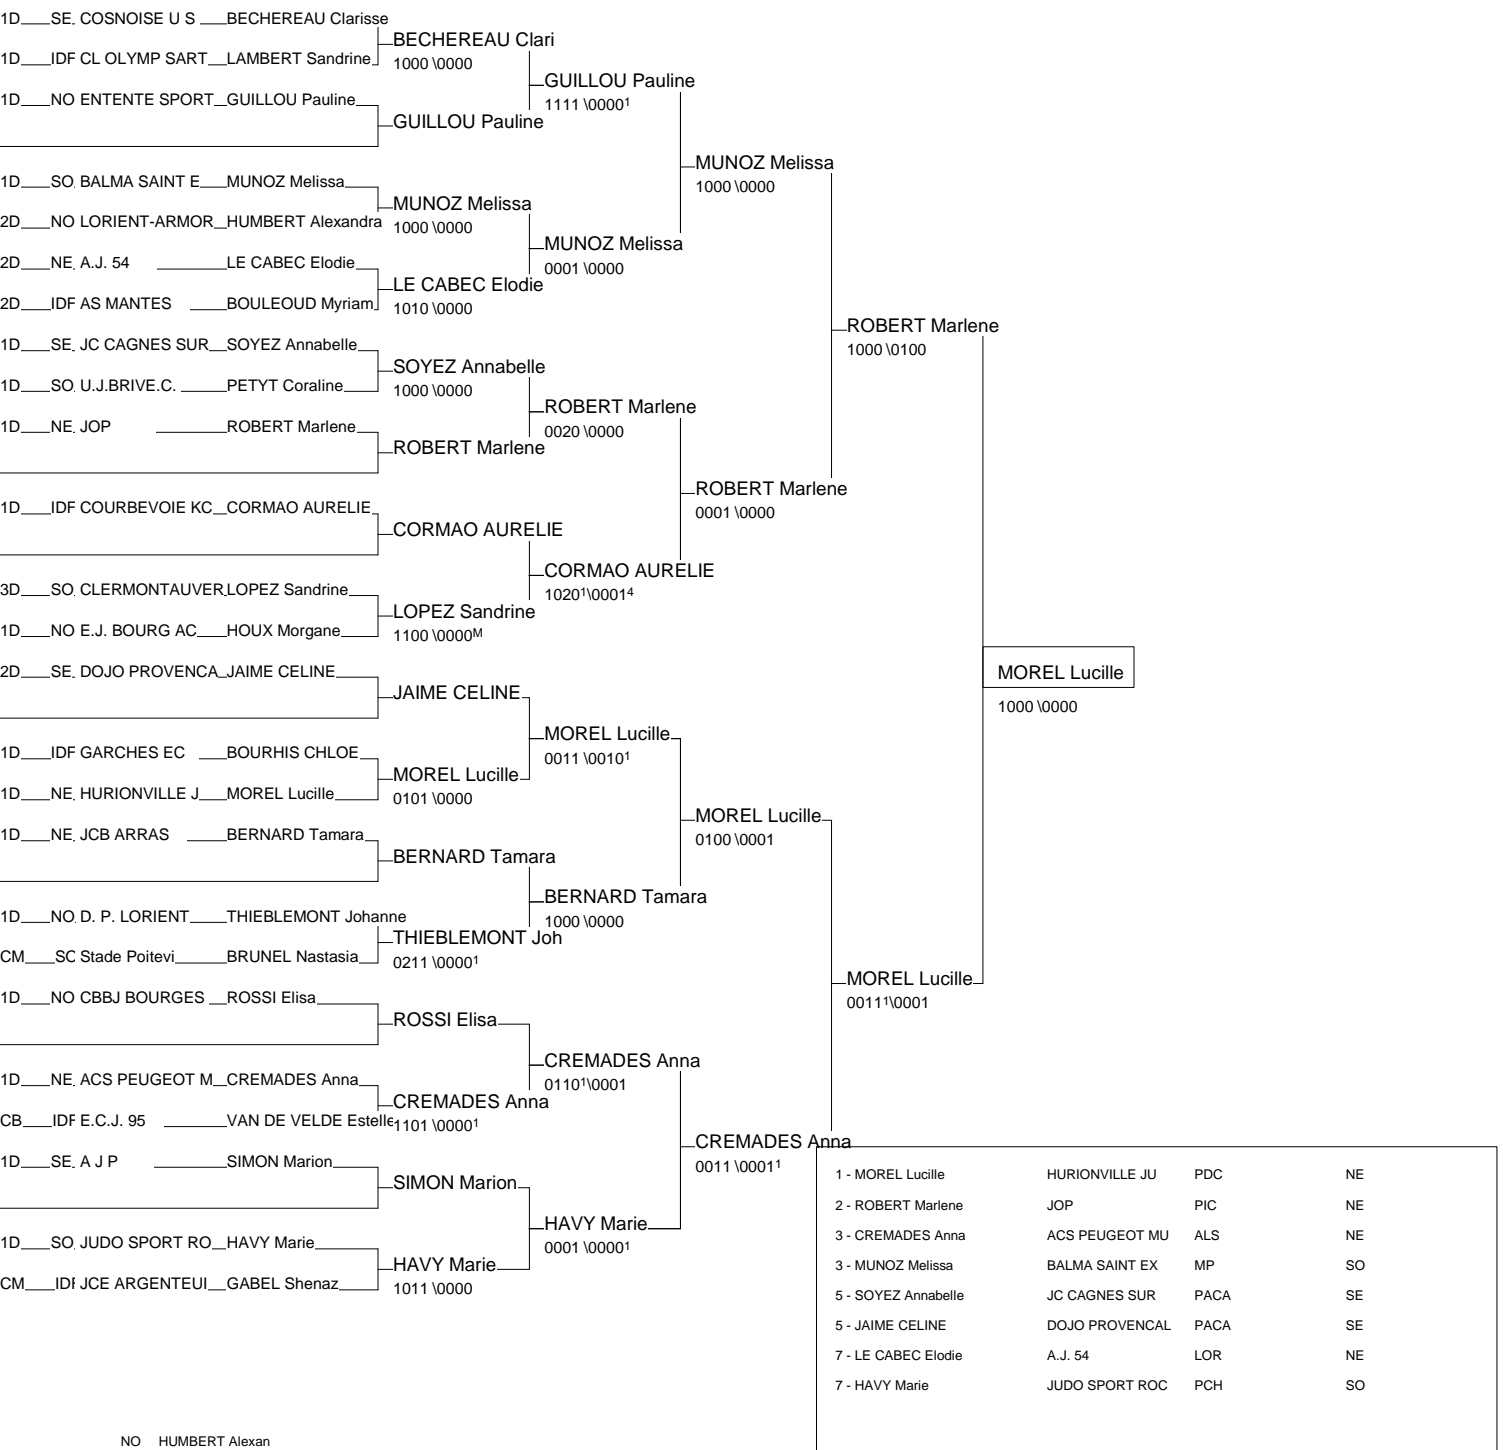 1D SE COSNOISE U S BECHEREAU Clarisse
BECHEREAU Clari
1D IDF CL OLYMP SART LAMBERT Sandrine
1000 \0000
GUILLOU Pauline
1D NO ENTENTE SPORT GUILLOU Pauline
1111 \0000¹
GUILLOU Pauline
MUNOZ Melissa
1D SO BALMA SAINT E MUNOZ Melissa
1000 \0000
MUNOZ Melissa
2D NO LORIENT-ARMOR HUMBERT Alexandra
1000 \0000
MUNOZ Melissa
2D NE A.J. 54 LE CABEC Elodie
0001 \0000
LE CABEC Elodie
2D IDF AS MANTES BOULEOUD Myriam
1010 \0000
ROBERT Marlene
1D SE JC CAGNES SUR SOYEZ Annabelle
1000 \0100
SOYEZ Annabelle
1D SO U.J.BRIVE.C. PETYT Coraline
1000 \0000
ROBERT Marlene
1D NE JOP ROBERT Marlene
0020 \0000
ROBERT Marlene
ROBERT Marlene
1D IDF COURBEVOIE KC CORMAO AURELIE
0001 \0000
CORMAO AURELIE
CORMAO AURELIE
3D SO CLERMONTAUVER LOPEZ Sandrine
1020¹\0001⁴
LOPEZ Sandrine
1D NO E.J. BOURG AC HOUX Morgane
1100 \0000ᴹ
2D SE DOJO PROVENCA JAIME CELINE
MOREL Lucille
JAIME CELINE
1000 \0000
MOREL Lucille
1D IDF GARCHES EC BOURHIS CHLOE
0011 \0010¹
MOREL Lucille
1D NE HURIONVILLE J MOREL Lucille
0101 \0000
MOREL Lucille
1D NE JCB ARRAS BERNARD Tamara
0100 \0001
BERNARD Tamara
BERNARD Tamara
1D NO D. P. LORIENT THIEBLEMONT Johanne
1000 \0000
THIEBLEMONT Joh
CM SO Stade Poitevi BRUNEL Nastasia
0211 \0000¹
MOREL Lucille
1D NO CBBJ BOURGES ROSSI Elisa
0011¹\0001
ROSSI Elisa
CREMADES Anna
1D NE ACS PEUGEOT M CREMADES Anna
0110¹\0001
CREMADES Anna
CB IDF E.C.J. 95 VAN DE VELDE Estelle
1101 \0000¹
CREMADES Anna
1D SE A J P SIMON Marion
0011 \0001¹
SIMON Marion
HAVY Marie
1D SO JUDO SPORT RO HAVY Marie
0001 \0000¹
HAVY Marie
CM IDF JCE ARGENTEUI GABEL Shenaz
1011 \0000
1 - MOREL Lucille HURIONVILLE JU PDC NE
2 - ROBERT Marlene JOP PIC NE
3 - CREMADES Anna ACS PEUGEOT MU ALS NE
3 - MUNOZ Melissa BALMA SAINT EX MP SO
5 - SOYEZ Annabelle JC CAGNES SUR PACA SE
5 - JAIME CELINE DOJO PROVENCAL PACA SE
7 - LE CABEC Elodie A.J. 54 LOR NE
7 - HAVY Marie JUDO SPORT ROC PCH SO
NO HUMBERT Alexan